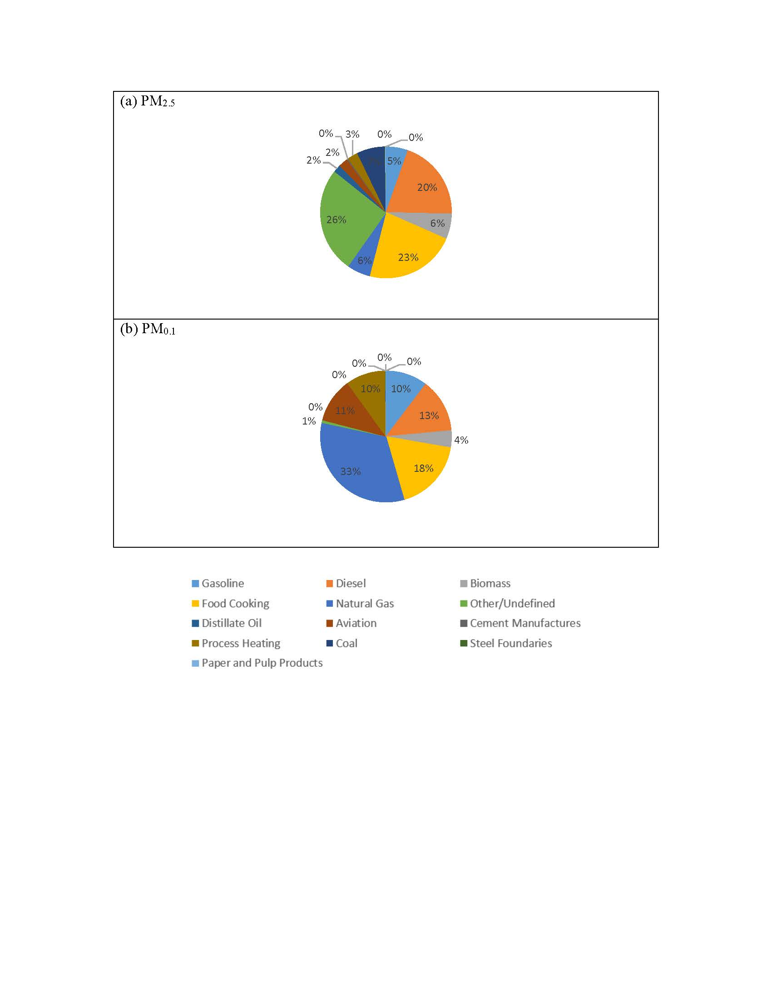 (a) PM2.5
0% 3% 0% 0%
2%
2%
5%
20%
26%
6%
23%
6%
(b) PM0.1
0%
0% 0%
0%
10% 10%
0%
11%
13%
1%
4%
18%
33%
Gasoline Diesel Biomass
Food Cooking Natural Gas Other/Undefined
Distillate Oil Aviation Cement Manufactures
Process Heating Coal Steel Foundaries
Paper and Pulp Products